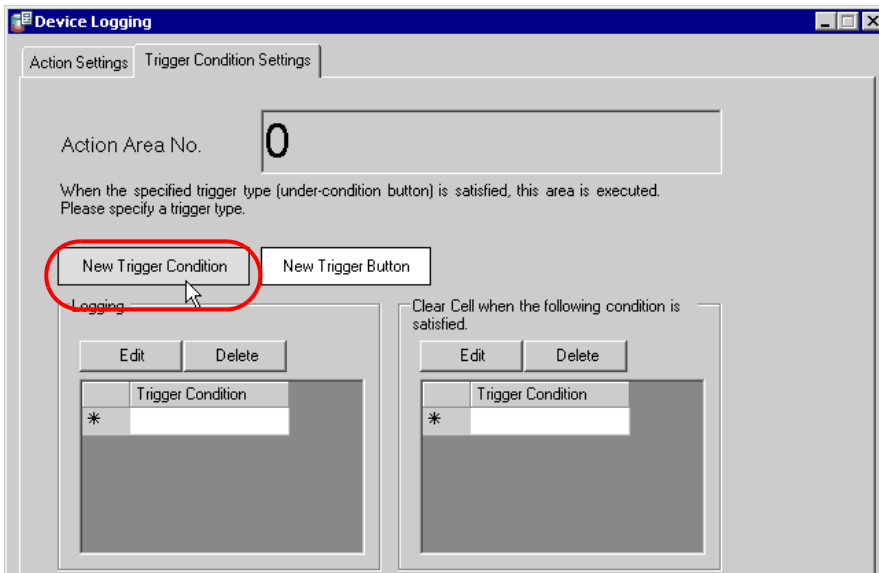 Device Logging
Action Settings
Trigger Condition Settings
Action Area No.
0
When the specified trigger type (under-condition button) is satisfied, this area is executed.
Please specify a trigger type.
New Trigger Condition
New Trigger Button
Logging
Edit
Delete
Trigger Condition
*
Clear Cell when the following condition is
satisfied.
Edit
Delete
Trigger Condition
*